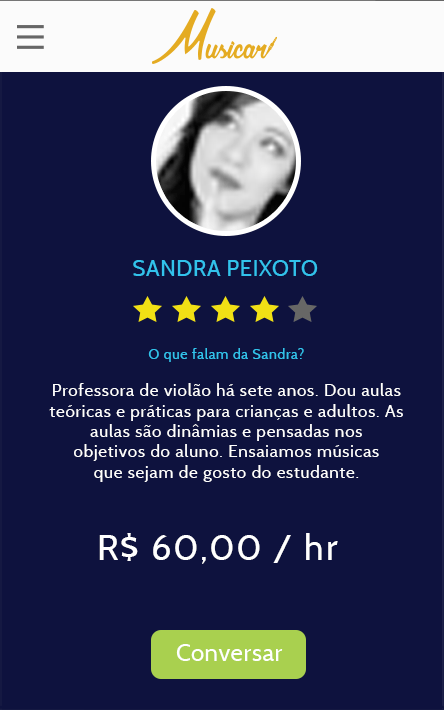 Musicar
SANDRA PEIXOTO
O que falam da Sandra?
Professora de violão há sete anos. Dou aulas
teóricas e práticas para crianças e adultos. As
aulas são dinâmias e pensadas nos
objetivos do aluno. Ensaiamos músicas
que sejam de gosto do estudante.
R$ 60,00 / hr
Conversar